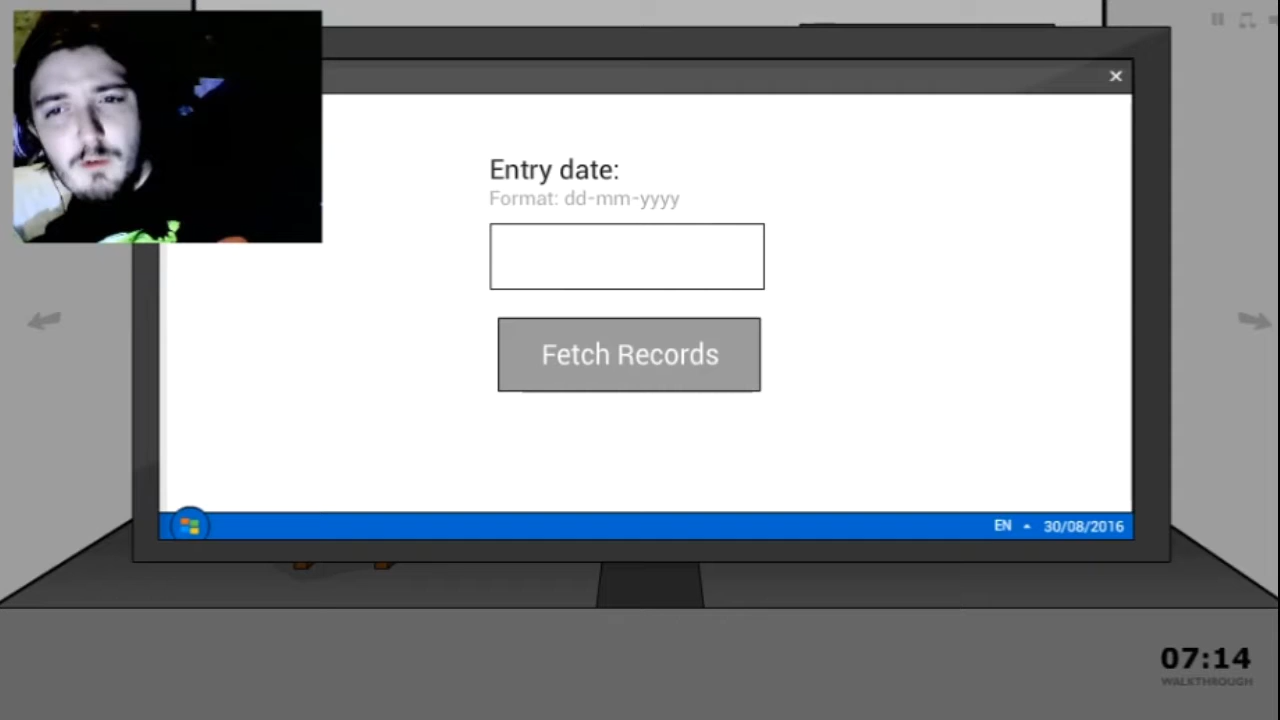 Entry date:
Format: dd-mm-yyyy
Fetch Records
EN 30/08/2016
07:14
WALKTHROUGH